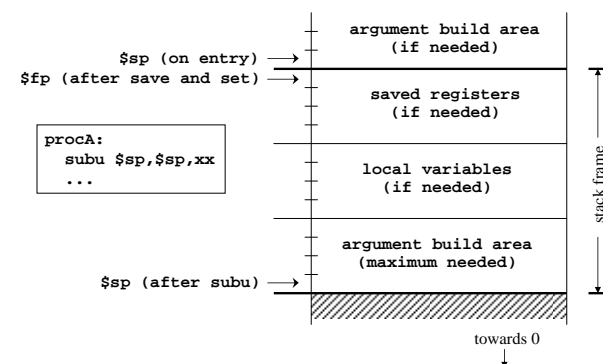 argument build area
(if needed)
$sp (on entry)
$fp (after save and set)
saved registers
(if needed)
procA:
subu $sp,$sp,xx
...
local variables
(if needed)
stack frame
argument build area
(maximum needed)
$sp (after subu)
towards 0